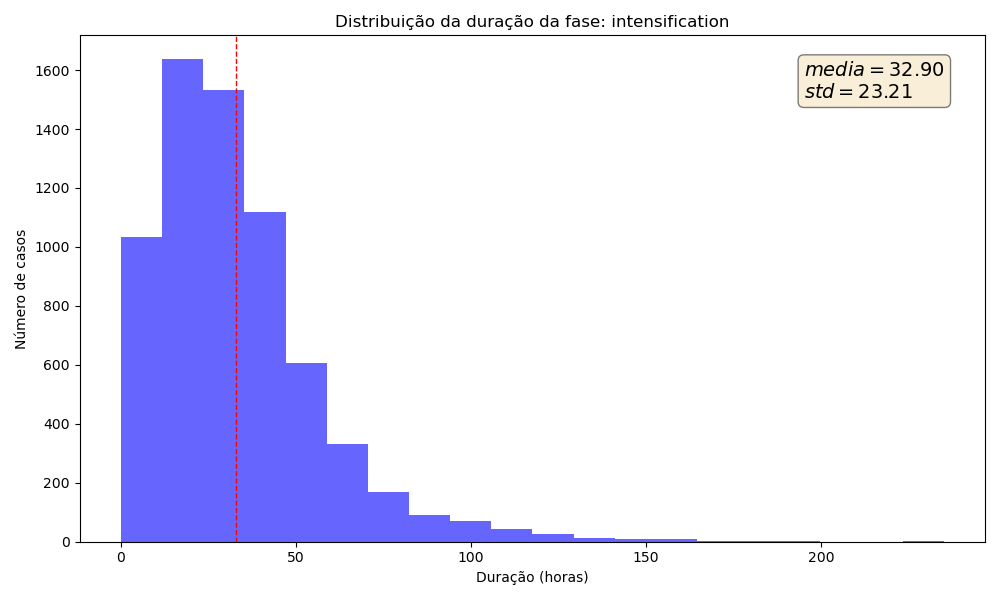 Distribuição da duração da fase: intensification
media = 32.90
std = 23.21
Número de casos
1600
1400
1200
1000
800
600
400
200
0
0 50 100 150 200
Duração (horas)